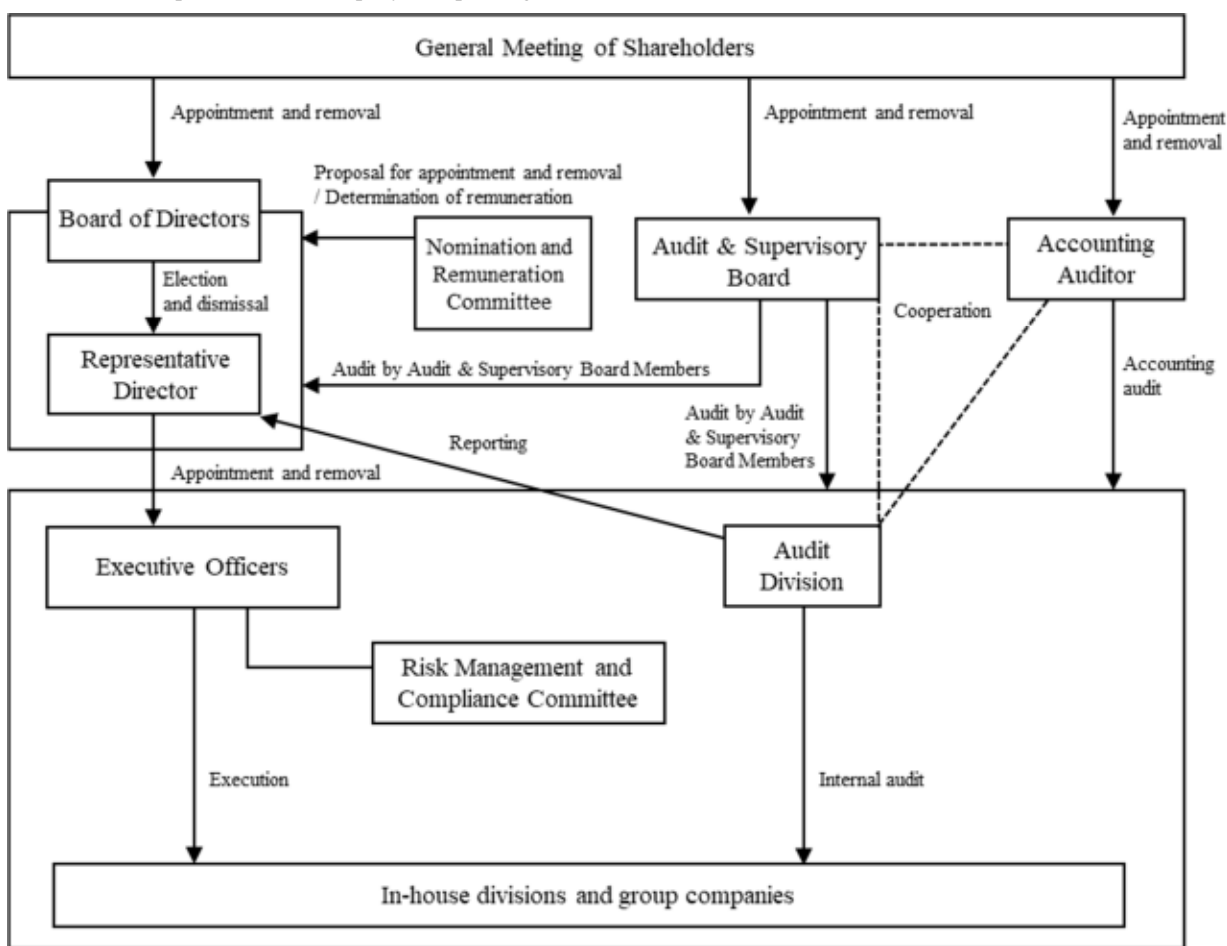 General Meeting of Shareholders
Appointment and removal
Appointment and removal
Appointment
and removal
Proposal for appointment and removal
/ Determination of remuneration
Board of Directors
Nomination and
Remuneration
Committee
Audit & Supervisory
Board
Accounting
Auditor
Election
and dismissal
Cooperation
Representative
Director
Audit by Audit & Supervisory Board Members
Accounting
audit
Audit by Audit
& Supervisory
Board Members
Reporting
Appointment and removal
Executive Officers
Audit
Division
Risk Management and
Compliance Committee
Execution
Internal audit
In-house divisions and group companies